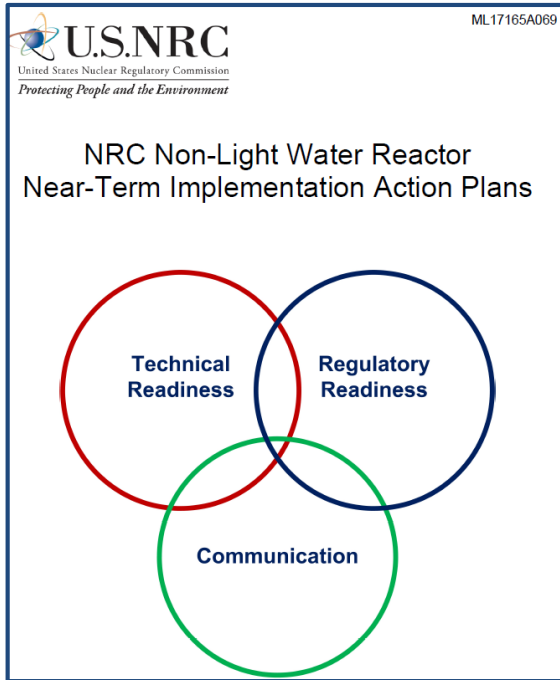 ML17165A069
U.S.NRC
United States Nuclear Regulatory Commission
Protecting People and the Environment
NRC Non-Light Water Reactor
Near-Term Implementation Action Plans
Technical
Readiness
Regulatory
Readiness
Communication